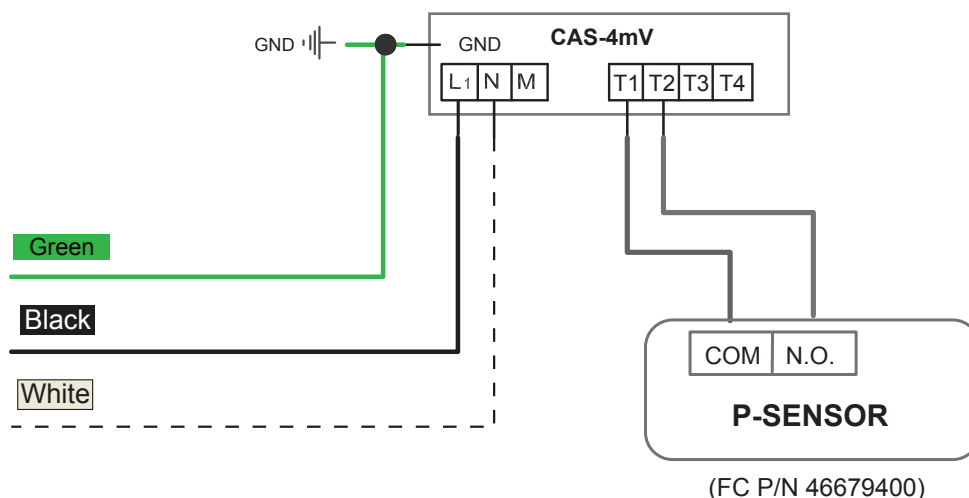 CAS-4mV
GND
GND
L1 N M
T1 T2 T3 T4
Green
Black
White
COM N.O.
P-SENSOR
(FC P/N 46679400)